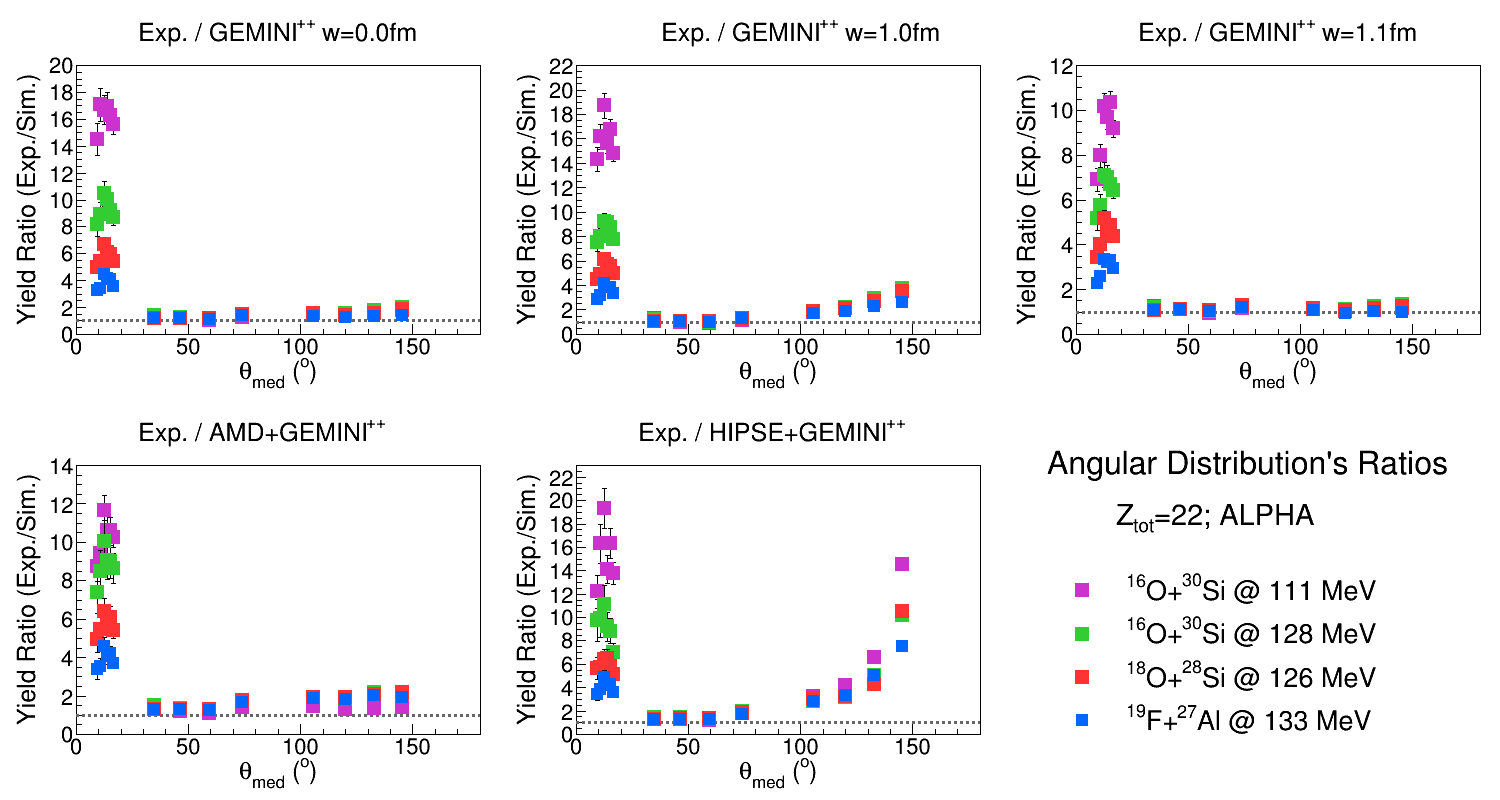 Exp. / GEMINI++ w=0.0fm
Yield Ratio (Exp./Sim.)
20
18
16
14
12
10
8
6
4
2
0
0 50 100 150
θmed (o)
Exp. / GEMINI++ w=1.0fm
Yield Ratio (Exp./Sim.)
22
20
18
16
14
12
10
8
6
4
2
0
0 50 100 150
θmed (o)
Exp. / GEMINI++ w=1.1fm
Yield Ratio (Exp./Sim.)
12
10
8
6
4
2
0
0 50 100 150
θmed (o)
Exp. / AMD+GEMINI++
Yield Ratio (Exp./Sim.)
14
12
10
8
6
4
2
0
0 50 100 150
θmed (o)
Exp. / HIPSE+GEMINI++
Yield Ratio (Exp./Sim.)
22
20
18
16
14
12
10
8
6
4
2
0
0 50 100 150
θmed (o)
Angular Distribution's Ratios
Ztot=22; ALPHA
16O+30Si @ 111 MeV
16O+30Si @ 128 MeV
18O+28Si @ 126 MeV
19F+27Al @ 133 MeV